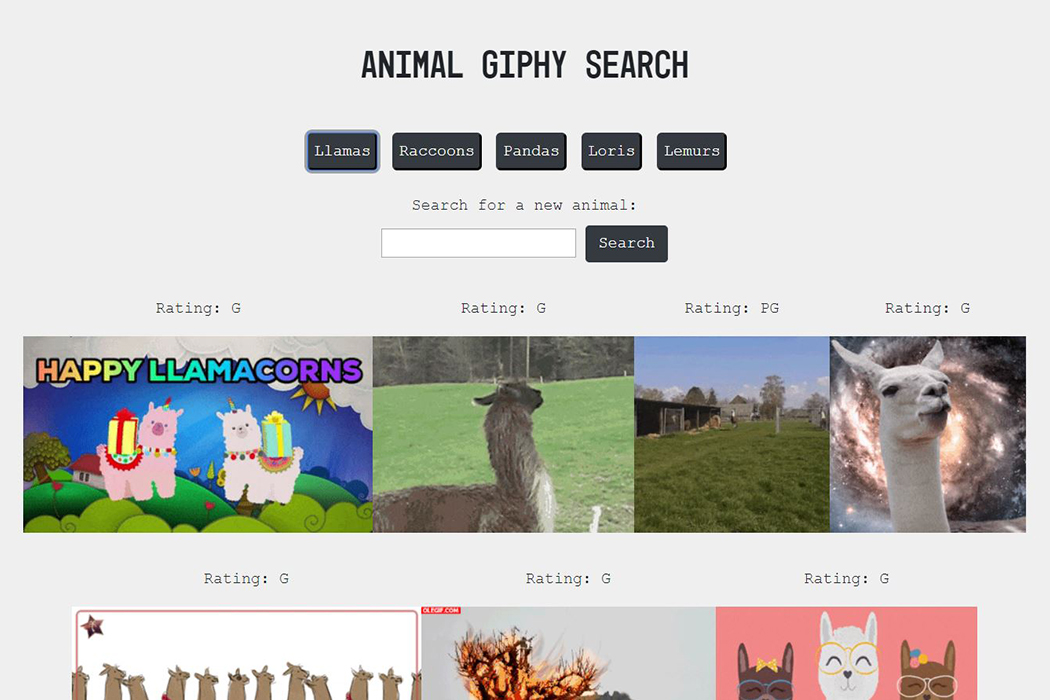 ANIMAL GIPHY SEARCH
Llamas Raccoons Pandas Loris Lemurs
Search for a new animal:
Search
Rating: G Rating: G Rating: PG Rating: G
HAPPY LLAMACORNS
Rating: G Rating: G Rating: G
OLEGIF.COM